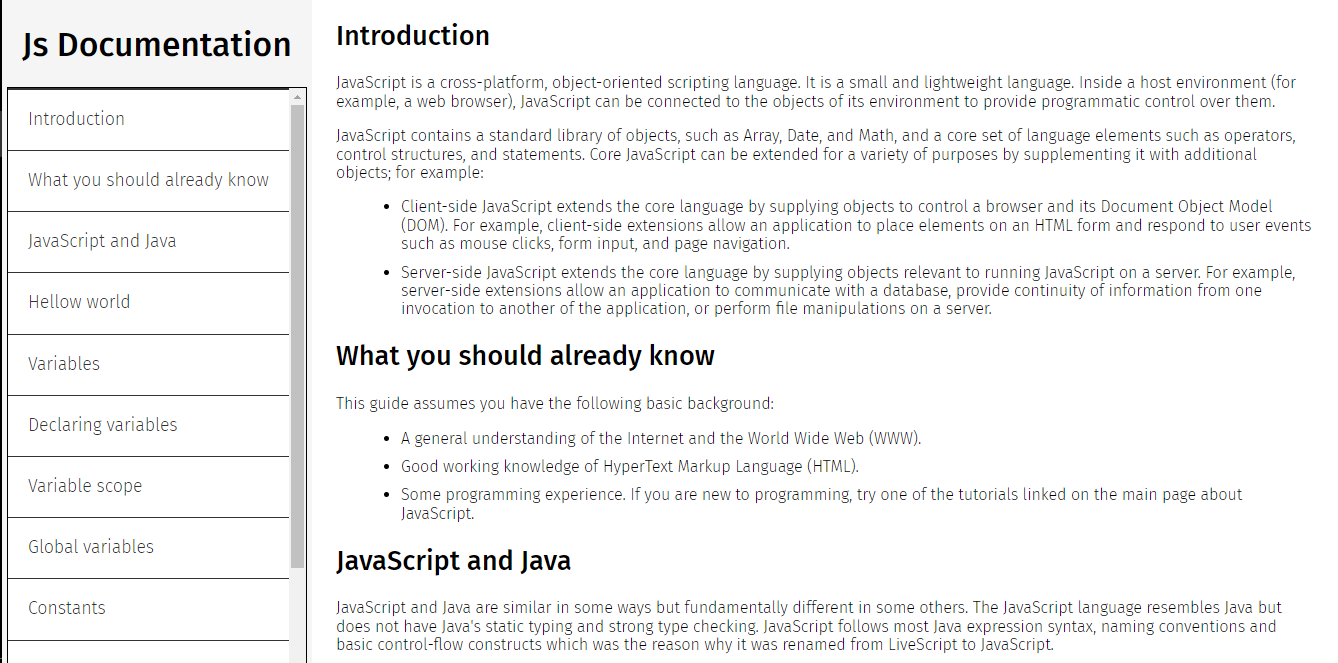 Js Documentation
Introduction
What you should already know
JavaScript and Java
Hellow world
Variables
Declaring variables
Variable scope
Global variables
Constants
Introduction
JavaScript is a cross-platform, object-oriented scripting language. It is a small and lightweight language. Inside a host environment (for
example, a web browser), JavaScript can be connected to the objects of its environment to provide programmatic control over them.
JavaScript contains a standard library of objects, such as Array, Date, and Math, and a core set of language elements such as operators,
control structures, and statements. Core JavaScript can be extended for a variety of purposes by supplementing it with additional
objects; for example:
• Client-side JavaScript extends the core language by supplying objects to control a browser and its Document Object Model
(DOM). For example, client-side extensions allow an application to place elements on an HTML form and respond to user events
such as mouse clicks, form input, and page navigation.
• Server-side JavaScript extends the core language by supplying objects relevant to running JavaScript on a server. For example,
server-side extensions allow an application to communicate with a database, provide continuity of information from one
invocation to another of the application, or perform file manipulations on a server.
What you should already know
This guide assumes you have the following basic background:
• A general understanding of the Internet and the World Wide Web (WWW).
• Good working knowledge of HyperText Markup Language (HTML).
• Some programming experience. If you are new to programming, try one of the tutorials linked on the main page about
JavaScript.
JavaScript and Java
JavaScript and Java are similar in some ways but fundamentally different in some others. The JavaScript language resembles Java but
does not have Java's static typing and strong type checking. JavaScript follows most Java expression syntax, naming conventions and
basic control-flow constructs which was the reason why it was renamed from LiveScript to JavaScript.